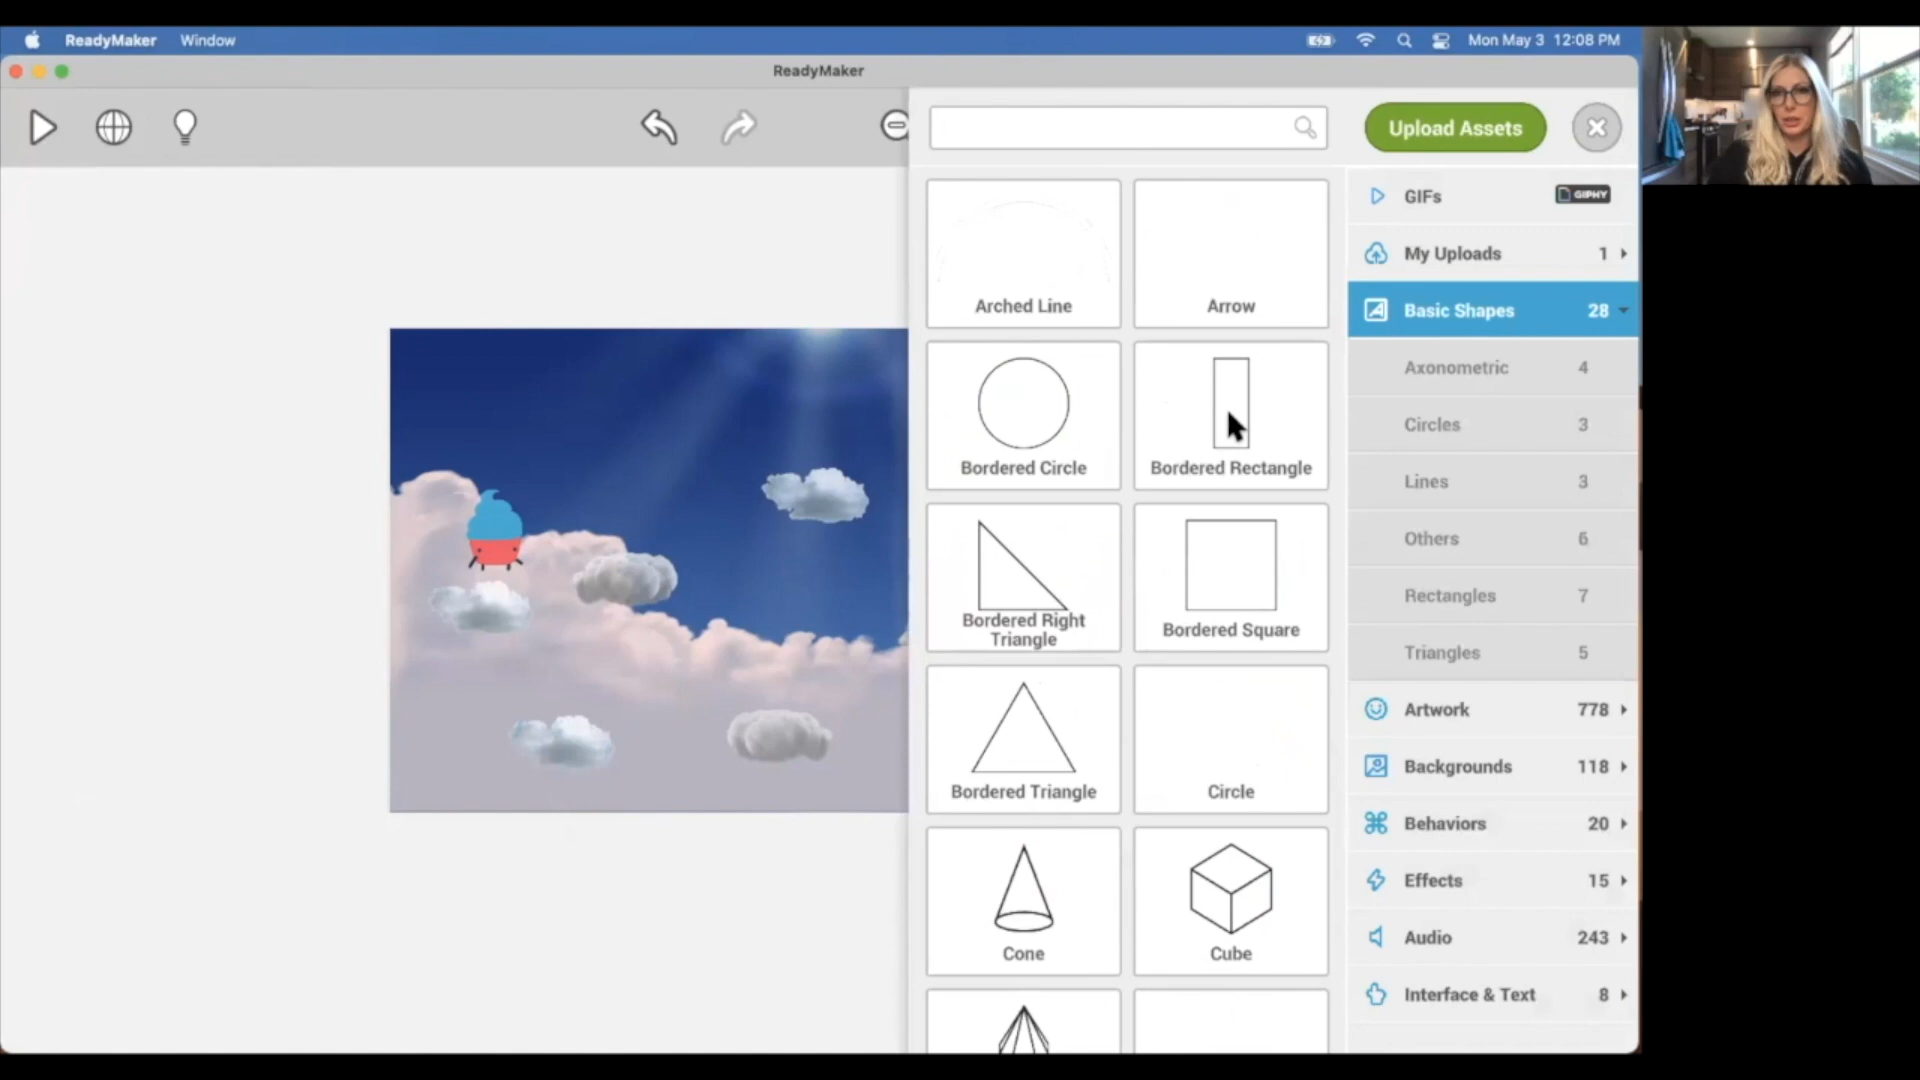 ReadyMaker Window
Mon May 3 12:08 PM
ReadyMaker
Upload Assets
GIFs
GIPHY
My Uploads 1
Basic Shapes 28
Axonometric 4
Circles 3
Lines 3
Others 6
Rectangles 7
Triangles 5
Artwork 778
Backgrounds 118
Behaviors 20
Effects 15
Audio 243
Interface & Text 8
Arched Line
Arrow
Bordered Circle
Bordered Rectangle
Bordered Right
Triangle
Bordered Square
Bordered Triangle
Circle
Cone
Cube